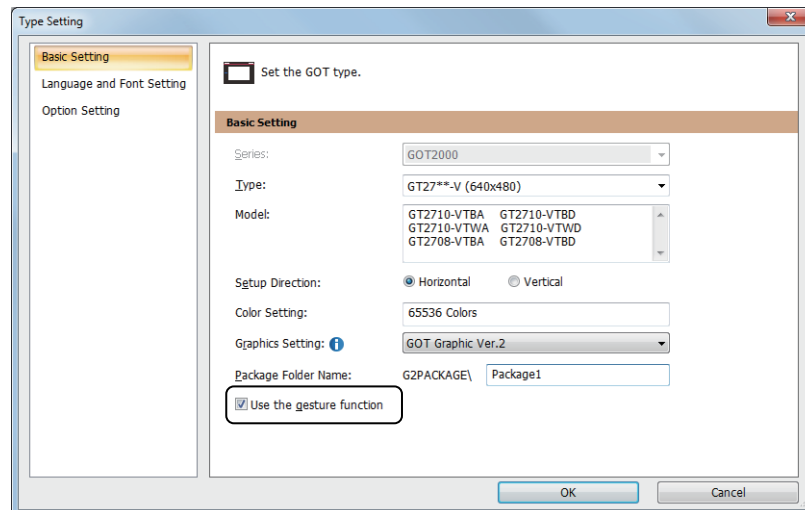 Type Setting
Basic Setting
Language and Font Setting
Option Setting
Set the GOT type.
Basic Setting
Series: GOT2000
Type: GT27**-V (640x480)
Model: GT2710-VTBA GT2710-VTBD
GT2710-VTWA GT2710-VTWD
GT2708-VTBA GT2708-VTBD
Setup Direction: Horizontal Vertical
Color Setting: 65536 Colors
Graphics Setting: GOT Graphic Ver.2
Package Folder Name: G2PACKAGE\ Package1
Use the gesture function
OK Cancel